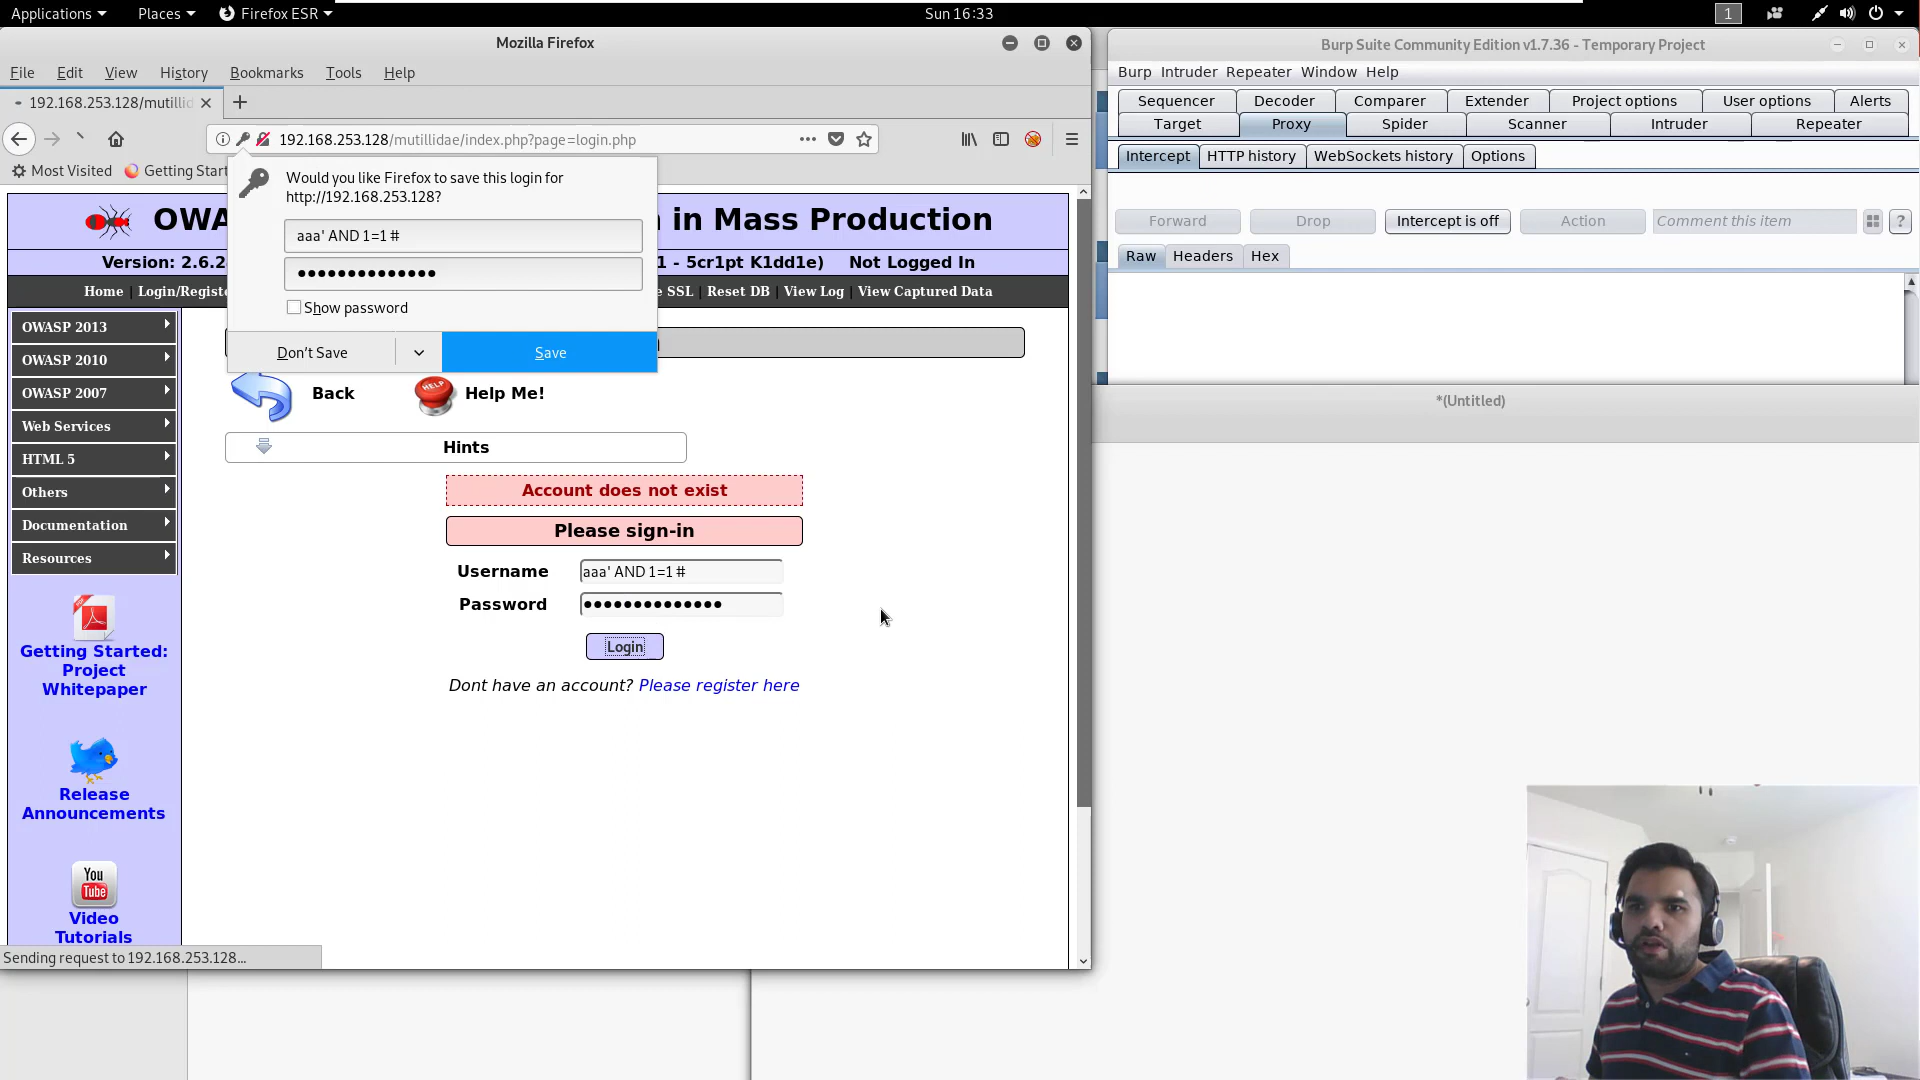 Applications Places Firefox ESR Sun 16:33 1
Mozilla Firefox
File Edit View History Bookmarks Tools Help
192.168.253.128/mutillid
192.168.253.128/mutillidae/index.php?page=login.php
Most Visited Getting Start
Would you like Firefox to save this login for
http://192.168.253.128?
aaa' AND 1=1 #
●●●●●●●●●●●●●●
Show password
Don't Save Save
OWA in Mass Production
Version: 2.6.2 1 - 5cr1pt K1dd1e) Not Logged In
Home | Login/Registe e SSL | Reset DB | View Log | View Captured Data
OWASP 2013
OWASP 2010
OWASP 2007
Web Services
HTML 5
Others
Documentation
Resources
Getting Started:
Project
Whitepaper
Release
Announcements
You
Tube
Video
Tutorials
Back HELP Help Me!
Hints
Account does not exist
Please sign-in
Username aaa' AND 1=1 #
Password ●●●●●●●●●●●●●●
Login
Dont have an account? Please register here
Sending request to 192.168.253.128...
Burp Suite Community Edition v1.7.36 - Temporary Project
Burp Intruder Repeater Window Help
Sequencer Decoder Comparer Extender Project options User options Alerts
Target Proxy Spider Scanner Intruder Repeater
Intercept HTTP history WebSockets history Options
Forward Drop Intercept is off Action Comment this item ?
Raw Headers Hex
*(Untitled)